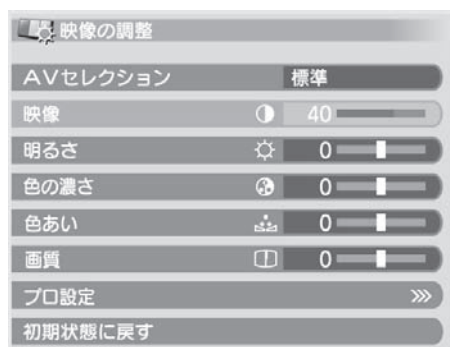 映像の調整
AVセレクション 標準
映像 40
明るさ 0
色の濃さ 0
色あい 0
画質 0
プロ設定 >>>
初期状態に戻す